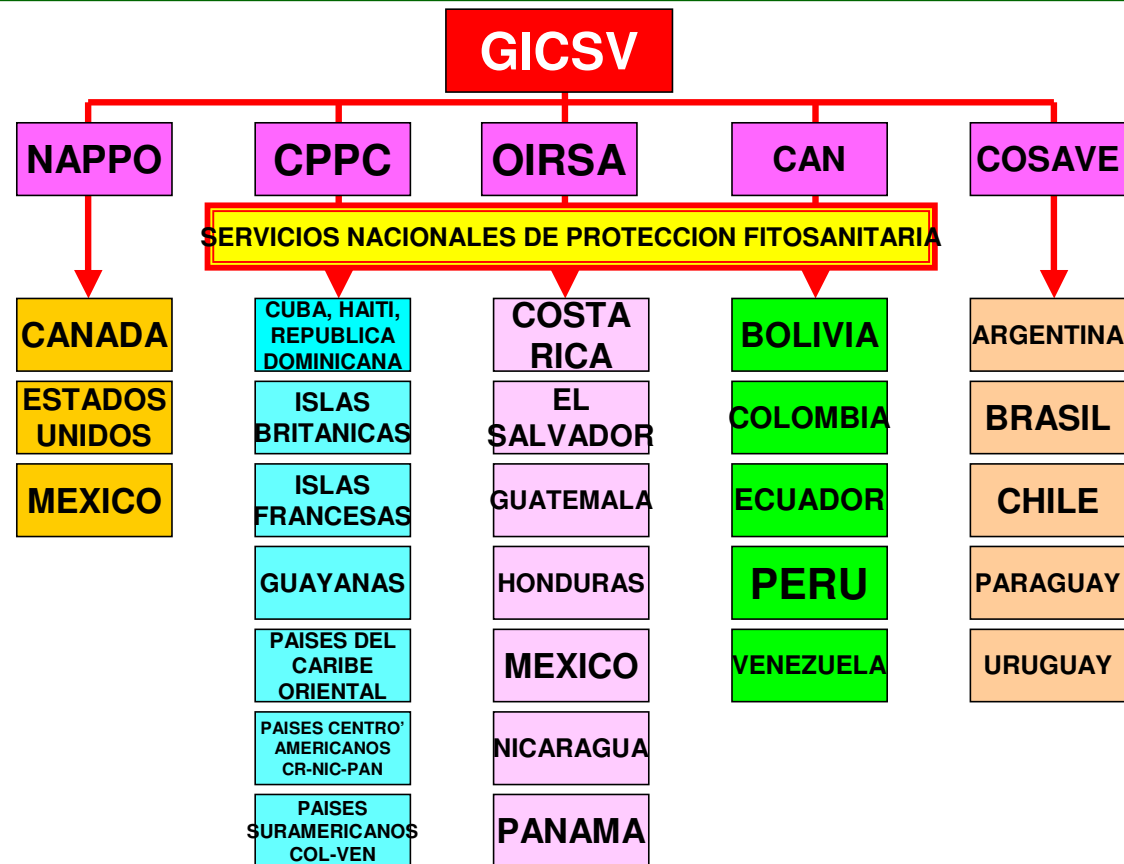 GICSV
NAPPO
CPPC
OIRSA
CAN
COSAVE
SERVICIOS NACIONALES DE PROTECCION FITOSANITARIA
CANADA
ESTADOS
UNIDOS
MEXICO
CUBA, HAITI,
REPUBLICA
DOMINICANA
ISLAS
BRITANICAS
ISLAS
FRANCESAS
GUAYANAS
PAISES DEL
CARIBE
ORIENTAL
PAISES CENTRO’
AMERICANOS
CR-NIC-PAN
PAISES
SURAMERICANOS
COL-VEN
COSTA
RICA
EL
SALVADOR
GUATEMALA
HONDURAS
MEXICO
NICARAGUA
PANAMA
BOLIVIA
COLOMBIA
ECUADOR
PERU
VENEZUELA
ARGENTINA
BRASIL
CHILE
PARAGUAY
URUGUAY